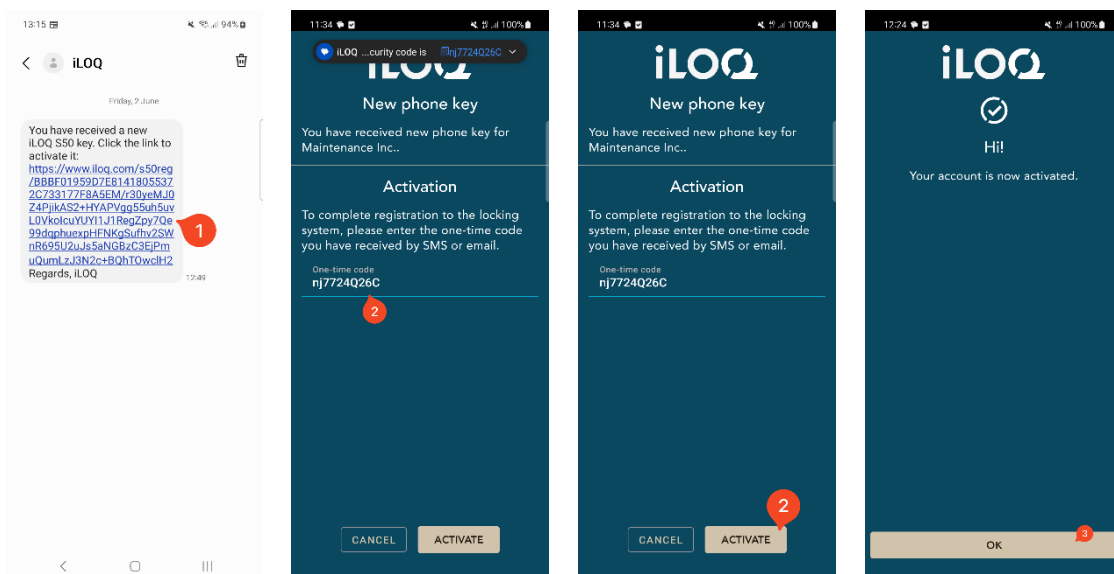 13:15 94%
iLOQ
Friday, 2 June
You have received a new
iLOQ S50 key. Click the link to
activate it:
https://www.iloq.com/s50reg
/BBBF01959D7E8141805537
2C733177F8A5EM/r30yeMJ0
Z4PjikAS2+HYAPVgg55uh5uv
L0VkoIcuYUYI1J1RegZpy7Qe
99dqphuexpHFNKgSufhv2SW
nR695U2uJs5aNGBzC3EjPm
uQumLzJ3N2c+BQhTOwclH2
Regards, iLOQ
12:49
1
11:34 100%
iLOQ ...curity code is nj7724Q26C
iLOQ
New phone key
You have received new phone key for
Maintenance Inc..
Activation
To complete registration to the locking
system, please enter the one-time code
you have received by SMS or email.
One-time code
nj7724Q26C
2
CANCEL ACTIVATE
11:34 100%
iLOQ
New phone key
You have received new phone key for
Maintenance Inc..
Activation
To complete registration to the locking
system, please enter the one-time code
you have received by SMS or email.
One-time code
nj7724Q26C
2
CANCEL ACTIVATE
12:24 100%
iLOQ
Hi!
Your account is now activated.
3
OK